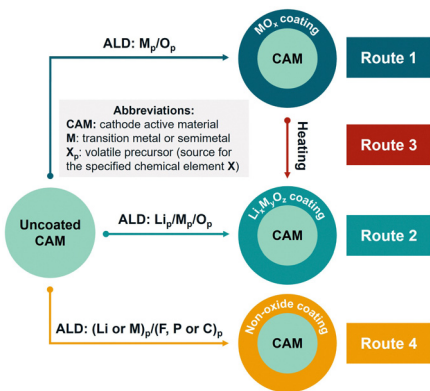 ALD: Mₚ/Oₚ
MOₓ coating
CAM
Route 1
Abbreviations:
CAM: cathode active material
M: transition metal or semimetal
Xₚ: volatile precursor (source for
the specified chemical element X)
Heating
Route 3
Uncoated
CAM
ALD: Liₚ/Mₚ/Oₚ
LiₓMᵧO_z coating
CAM
Route 2
ALD: (Li or M)ₚ/(F, P or C)ₚ
Non-oxide coating
CAM
Route 4